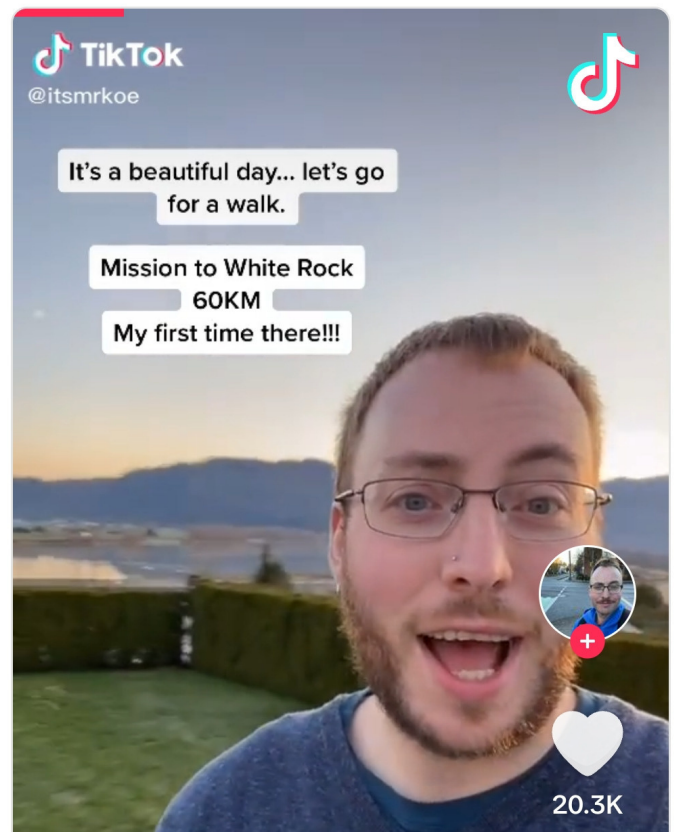 TikTok
@itsmrkoe
It's a beautiful day... let's go
for a walk.
Mission to White Rock
60KM
My first time there!!!
20.3K